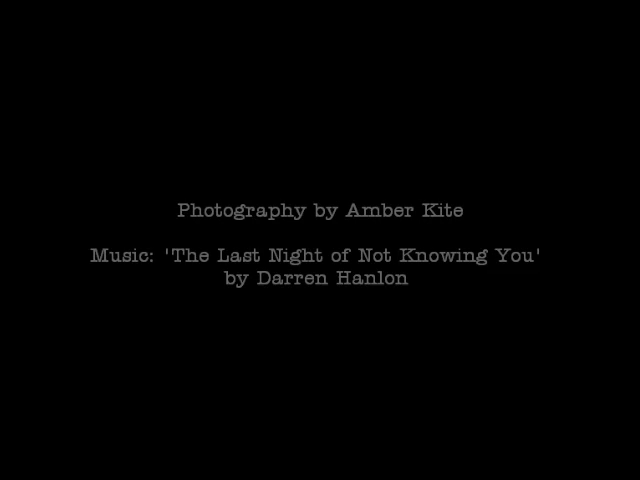 Photography by Amber Kite
Music: 'The Last Night of Not Knowing You'
by Darren Hanlon